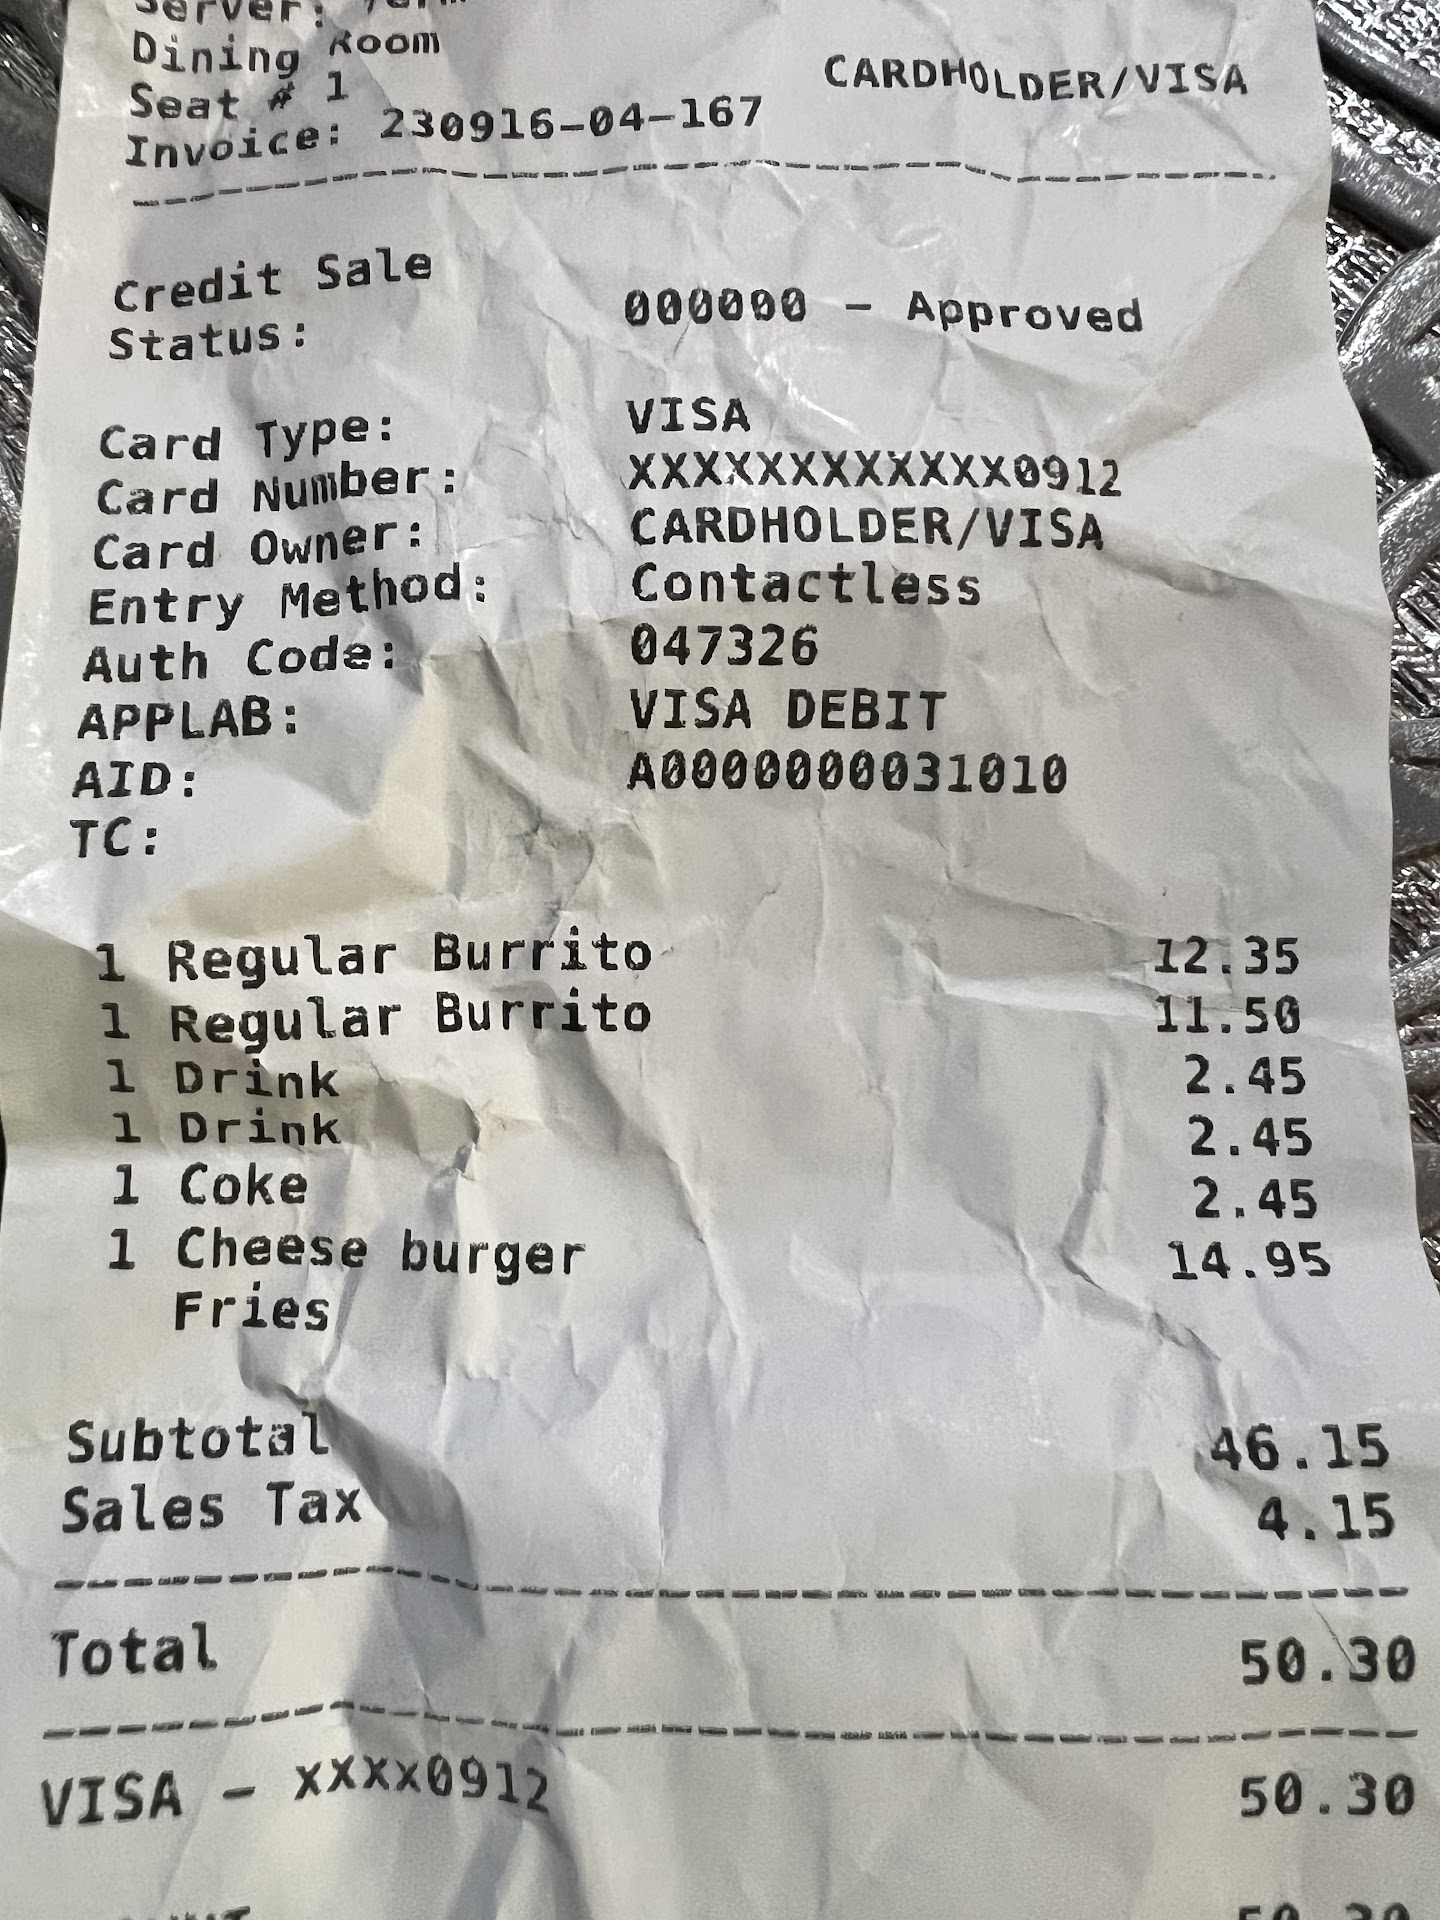 Server:
Dining Room
Seat # 1
CARDHOLDER/VISA
Invoice: 230916-04-167
Credit Sale
Status: 000000 - Approved
Card Type: VISA
Card Number: XXXXXXXXXXXX0912
Card Owner: CARDHOLDER/VISA
Entry Method: Contactless
Auth Code: 047326
APPLAB: VISA DEBIT
AID: A0000000031010
TC:
1 Regular Burrito 12.35
1 Regular Burrito 11.50
1 Drink 2.45
1 Drink 2.45
1 Coke 2.45
1 Cheese burger 14.95
Fries
Subtotal 46.15
Sales Tax 4.15
Total 50.30
VISA - XXXX0912 50.30
50.30